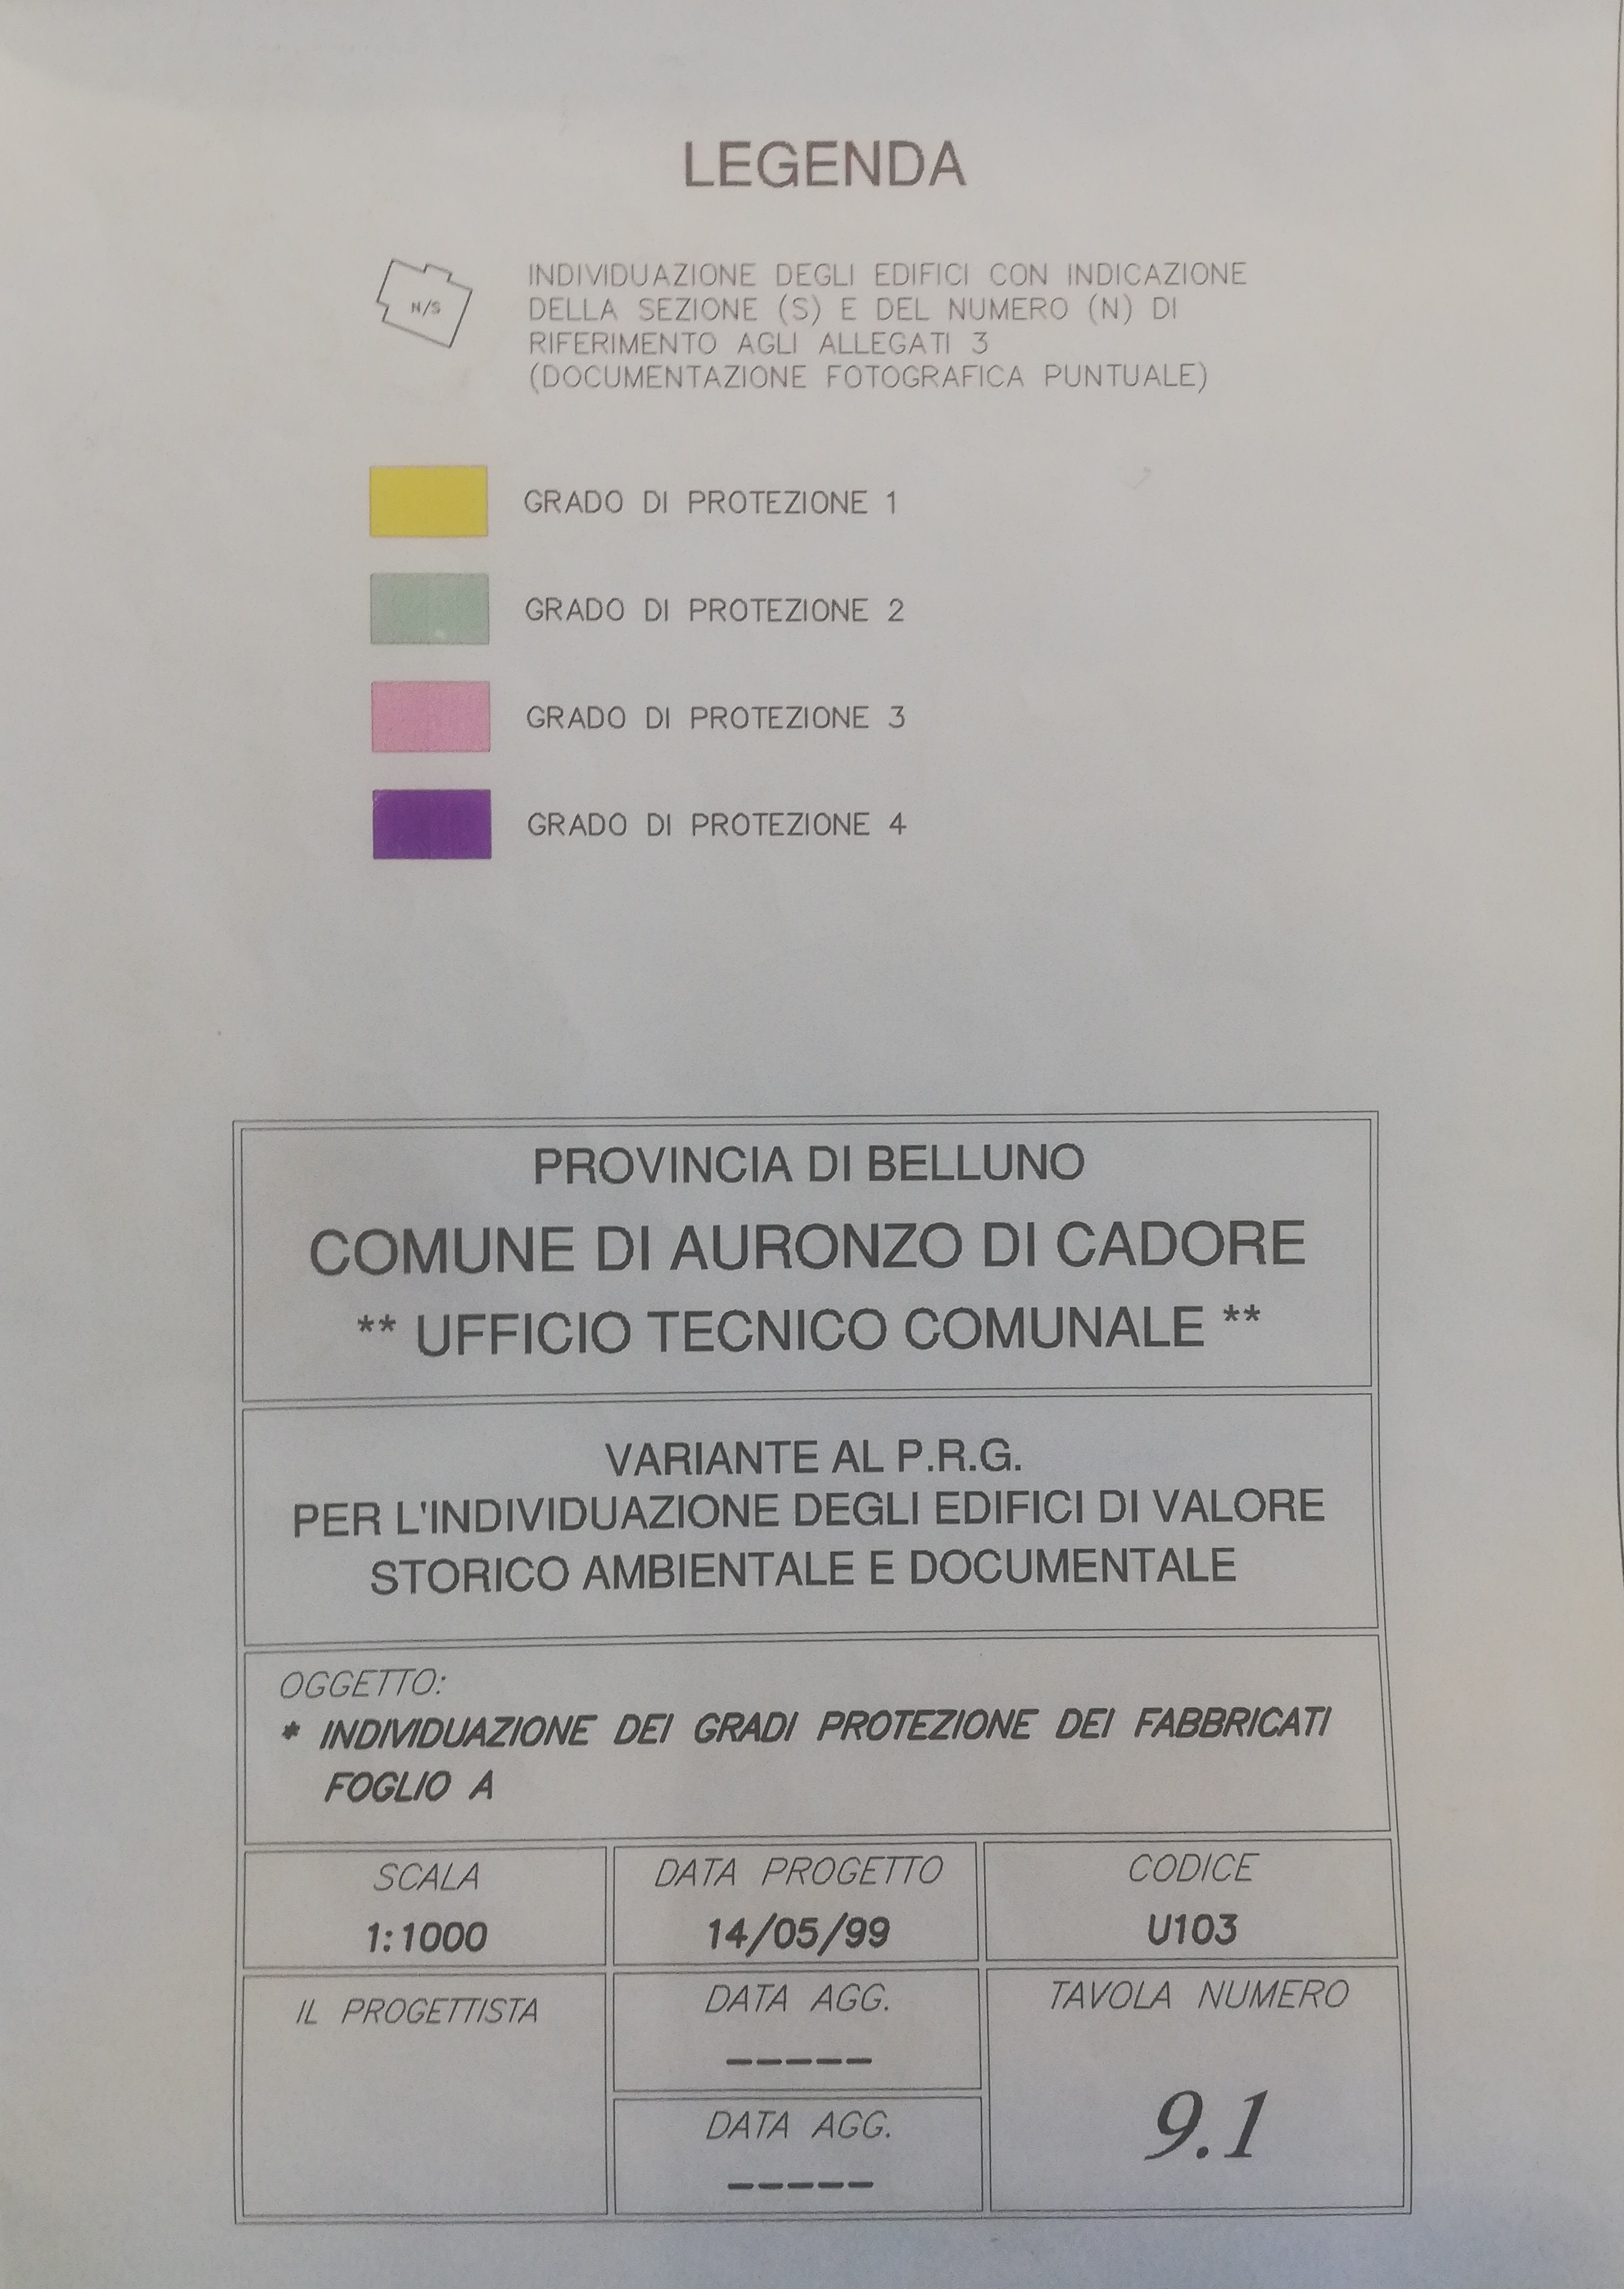 LEGENDA
N/S
INDIVIDUAZIONE DEGLI EDIFICI CON INDICAZIONE
DELLA SEZIONE (S) E DEL NUMERO (N) DI
RIFERIMENTO AGLI ALLEGATI 3
(DOCUMENTAZIONE FOTOGRAFICA PUNTUALE)
GRADO DI PROTEZIONE 1
GRADO DI PROTEZIONE 2
GRADO DI PROTEZIONE 3
GRADO DI PROTEZIONE 4
PROVINCIA DI BELLUNO
COMUNE DI AURONZO DI CADORE
** UFFICIO TECNICO COMUNALE **
VARIANTE AL P.R.G.
PER L'INDIVIDUAZIONE DEGLI EDIFICI DI VALORE
STORICO AMBIENTALE E DOCUMENTALE
OGGETTO:
* INDIVIDUAZIONE DEI GRADI PROTEZIONE DEI FABBRICATI
FOGLIO A
SCALA
1:1000
DATA PROGETTO
14/05/99
CODICE
U103
IL PROGETTISTA
DATA AGG.
-----
DATA AGG.
-----
TAVOLA NUMERO
9.1